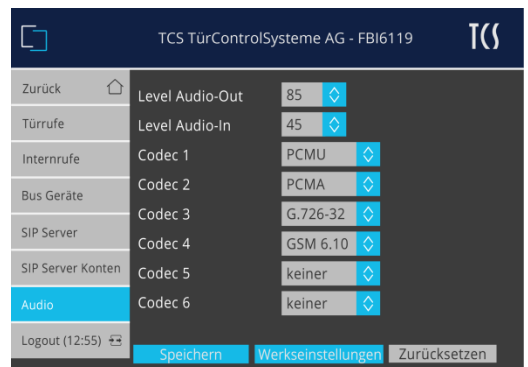 TCS TürControlSysteme AG - FBI6119
TCS
Zurück
Türrufe
Internrufe
Bus Geräte
SIP Server
SIP Server Konten
Audio
Logout (12:55)
Level Audio-Out 85
Level Audio-In 45
Codec 1 PCMU
Codec 2 PCMA
Codec 3 G.726-32
Codec 4 GSM 6.10
Codec 5 keiner
Codec 6 keiner
Speichern Werkseinstellungen Zurücksetzen